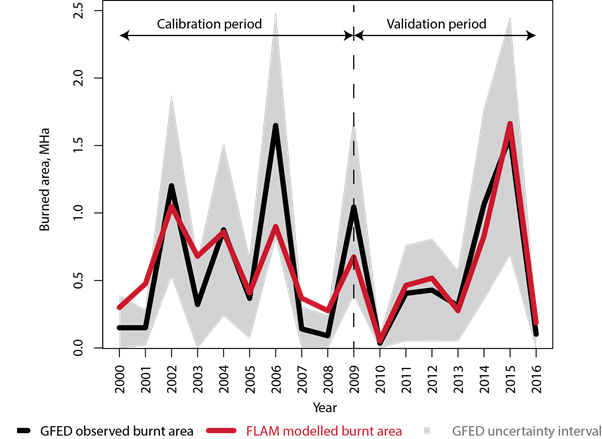 Calibration period
Validation period
2.5
2.0
1.5
1.0
0.5
0.0
Burned area, MHa
2000 2001 2002 2003 2004 2005 2006 2007 2008 2009 2010 2011 2012 2013 2014 2015 2016
Year
GFED observed burnt area
FLAM modelled burnt area
GFED uncertainty interval